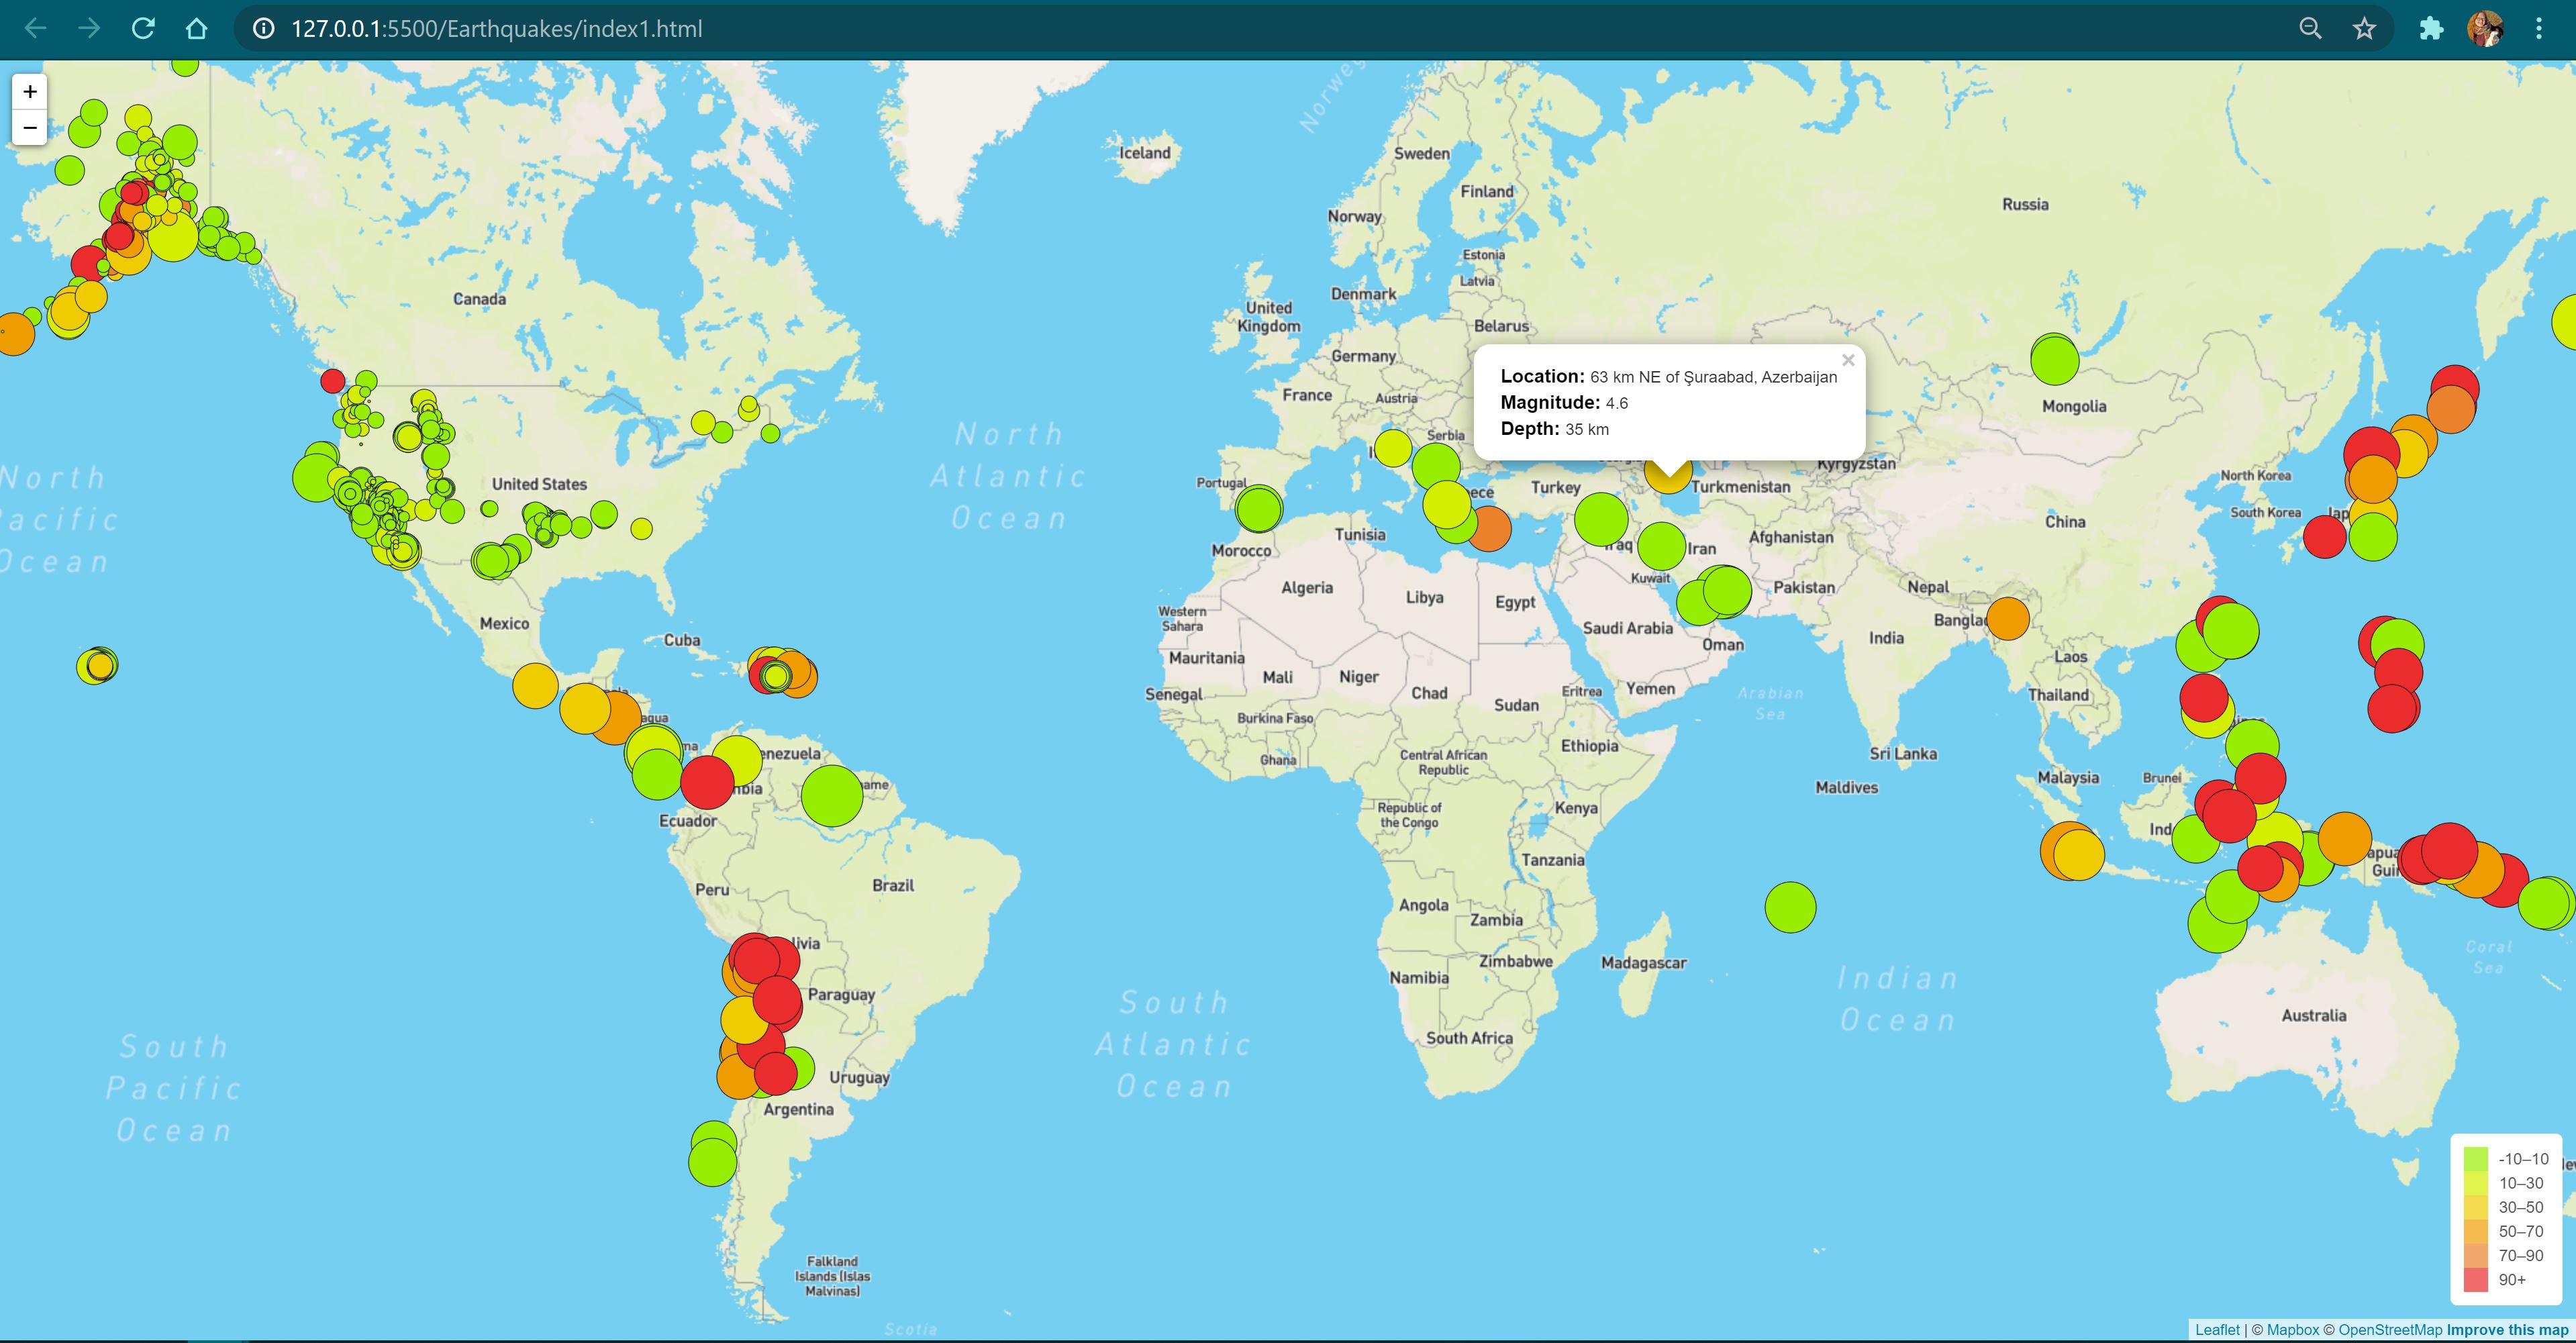 127.0.0.1:5500/Earthquakes/index1.html
+
−
Norweg
Iceland
Sweden
Finland
Norway
Russia
Estonia
Latvia
Denmark
Canada
United
Kingdom
Belarus
Germany
Location: 63 km NE of Şuraabad, Azerbaijan
×
Magnitude: 4.6
Depth: 35 km
France
Austria
Mongolia
North
Atlantic
Ocean
Serbia
Kyrgyzstan
North
Pacific
Ocean
United States
Portugal
Turkey
Turkmenistan
North Korea
South Korea
China
Tunisia
Morocco
Afghanistan
Iran
Kuwait
Algeria
Libya
Egypt
Pakistan
Nepal
Western
Sahara
Mexico
Cuba
Saudi Arabia
India
Oman
Mauritania
Mali
Niger
Chad
Laos
Senegal
Eritrea
Yemen
Arabian
Sea
Thailand
Sudan
Burkina Faso
Central African
Republic
Ethiopia
Ghana
Sri Lanka
Malaysia
Brunei
Maldives
Republic of
the Congo
Kenya
Ecuador
Tanzania
Peru
Brazil
Angola
Zambia
Zimbabwe
Madagascar
Namibia
Coral
Sea
Indian
Ocean
Paraguay
South
Atlantic
Ocean
Australia
South Africa
South
Pacific
Ocean
Uruguay
Argentina
Falkland
Islands (Islas
Malvinas)
Scotia
-10–10
10–30
30–50
50–70
70–90
90+
Leaflet | © Mapbox © OpenStreetMap Improve this map